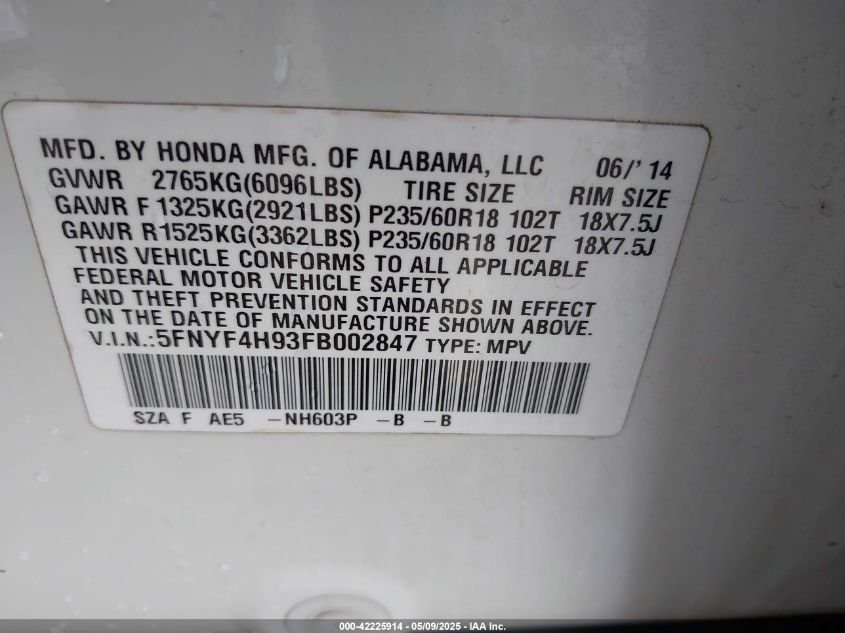 MFD. BY HONDA MFG. OF ALABAMA, LLC 06/'14
GVWR 2765KG(6096LBS) TIRE SIZE RIM SIZE
GAWR F 1325KG(2921LBS) P235/60R18 102T 18X7.5J
GAWR R1525KG(3362LBS) P235/60R18 102T 18X7.5J
THIS VEHICLE CONFORMS TO ALL APPLICABLE
FEDERAL MOTOR VEHICLE SAFETY
AND THEFT PREVENTION STANDARDS IN EFFECT
ON THE DATE OF MANUFACTURE SHOWN ABOVE.
V.I.N.:5FNYF4H93FB002847 TYPE: MPV
SZA F AE5 -NH603P -B -B
000-42225914 - 05/09/2025 - IAA Inc.